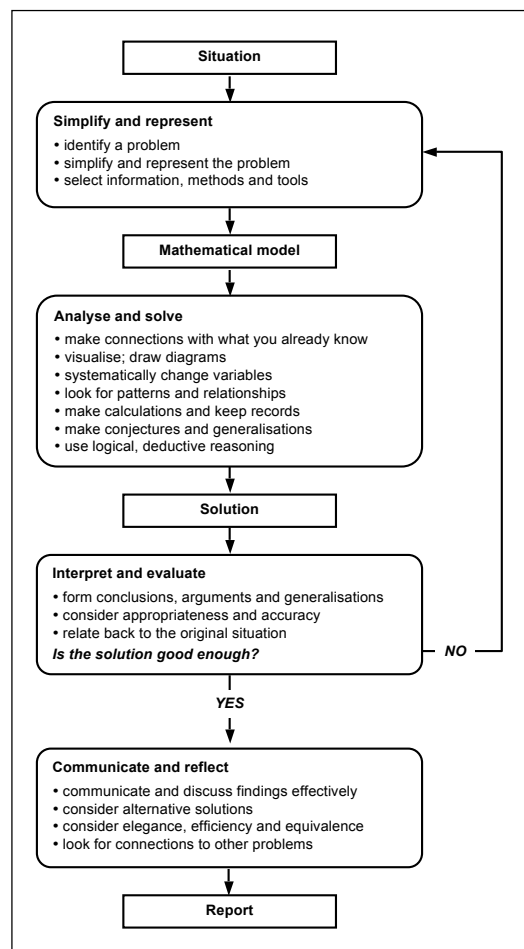 Situation
Simplify and represent
• identify a problem
• simplify and represent the problem
• select information, methods and tools
Mathematical model
Analyse and solve
• make connections with what you already know
• visualise; draw diagrams
• systematically change variables
• look for patterns and relationships
• make calculations and keep records
• make conjectures and generalisations
• use logical, deductive reasoning
Solution
Interpret and evaluate
• form conclusions, arguments and generalisations
• consider appropriateness and accuracy
• relate back to the original situation
Is the solution good enough?
NO
YES
Communicate and reflect
• communicate and discuss findings effectively
• consider alternative solutions
• consider elegance, efficiency and equivalence
• look for connections to other problems
Report